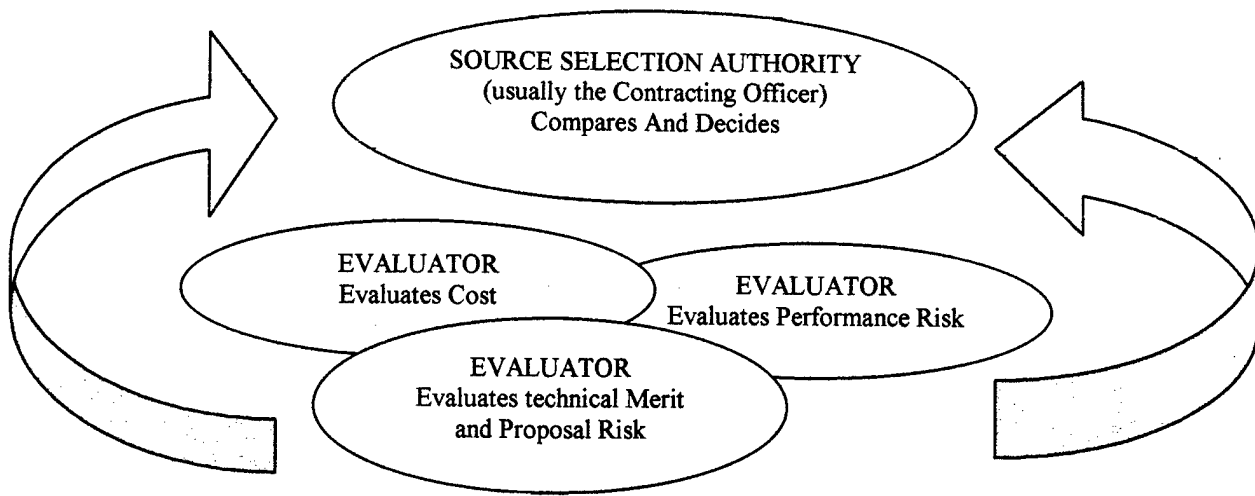 SOURCE SELECTION AUTHORITY
(usually the Contracting Officer)
Compares And Decides
EVALUATOR
Evaluates Cost
EVALUATOR
Evaluates Performance Risk
EVALUATOR
Evaluates technical Merit
and Proposal Risk